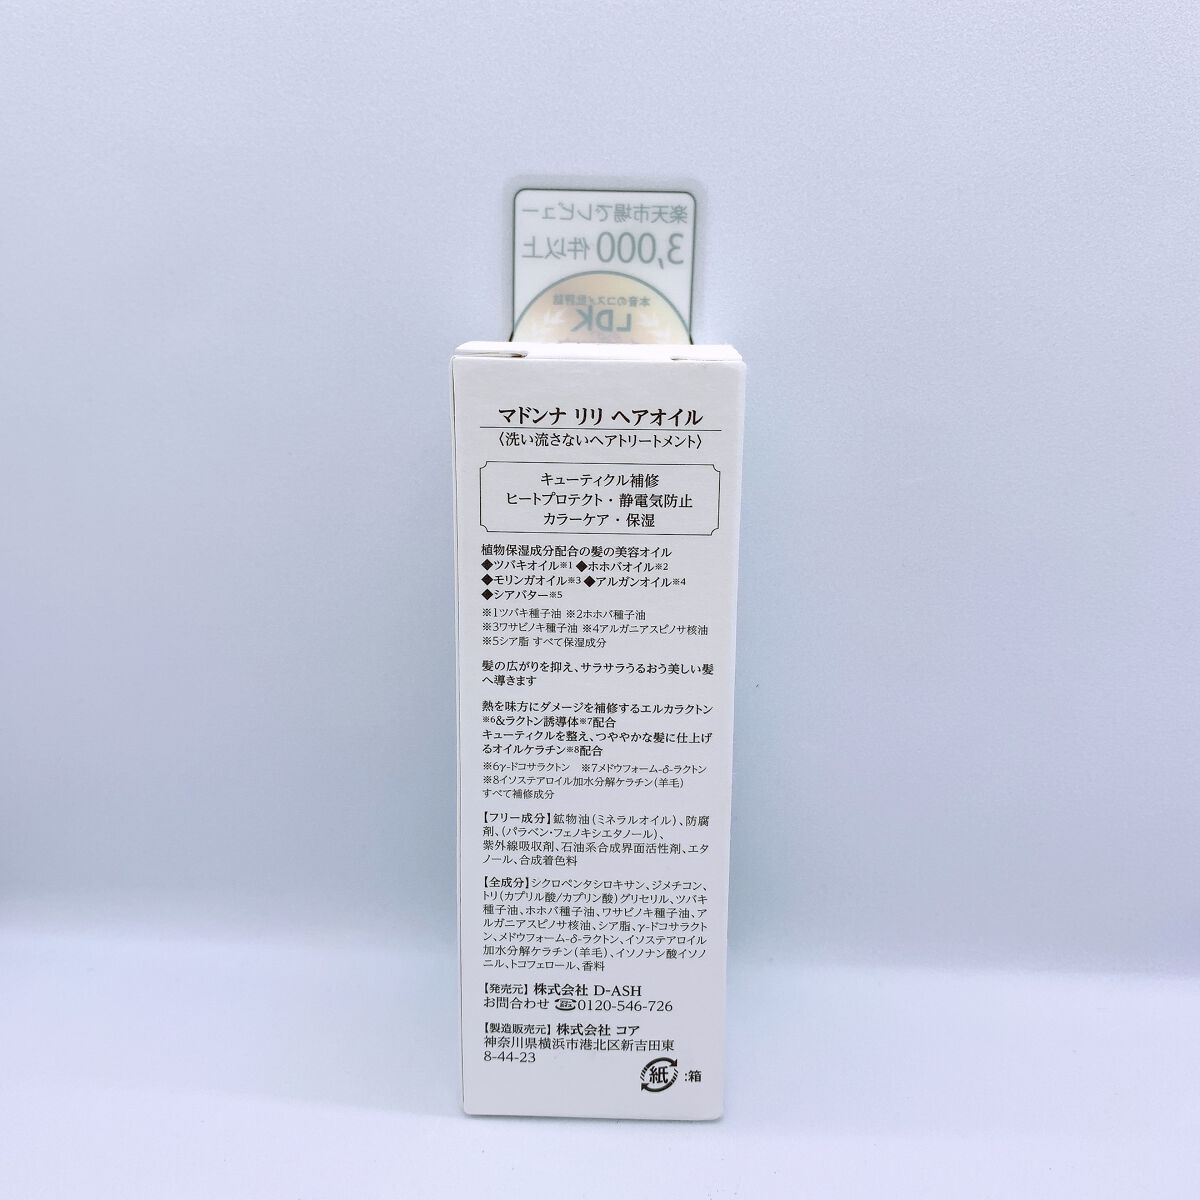 楽天市場でレビュー
3,000件以上
本音のコスメ批評誌
LDK
マドンナ リリ ヘアオイル
〈洗い流さないヘアトリートメント〉
キューティクル補修
ヒートプロテクト・静電気防止
カラーケア・保湿
植物保湿成分配合の髪の美容オイル
◆ツバキオイル※1 ◆ホホバオイル※2
◆モリンガオイル※3 ◆アルガンオイル※4
◆シアバター※5
※1ツバキ種子油 ※2ホホバ種子油
※3ワサビノキ種子油 ※4アルガニアスピノサ核油
※5シア脂 すべて保湿成分
髪の広がりを抑え、サラサラうるおう美しい髪
へ導きます
熱を味方にダメージを補修するエルカラクトン
※6&ラクトン誘導体※7配合
キューティクルを整え、つややかな髪に仕上げ
るオイルケラチン※8配合
※6γ-ドコサラクトン ※7メドウフォーム-δ-ラクトン
※8イソステアロイル加水分解ケラチン(羊毛)
すべて補修成分
【フリー成分】鉱物油(ミネラルオイル)、防腐
剤、(パラベン・フェノキシエタノール)、
紫外線吸収剤、石油系合成界面活性剤、エタ
ノール、合成着色料
【全成分】シクロペンタシロキサン、ジメチコン、
トリ(カプリル酸/カプリン酸)グリセリル、ツバキ
種子油、ホホバ種子油、ワサビノキ種子油、ア
ルガニアスピノサ核油、シア脂、γ-ドコサラクト
ン、メドウフォーム-δ-ラクトン、イソステアロイル
加水分解ケラチン(羊毛)、イソノナン酸イソノ
ニル、トコフェロール、香料
【発売元】株式会社 D-ASH
お問合わせ 0120-546-726
【製造販売元】株式会社 コア
神奈川県横浜市港北区新吉田東
8-44-23
紙 :箱